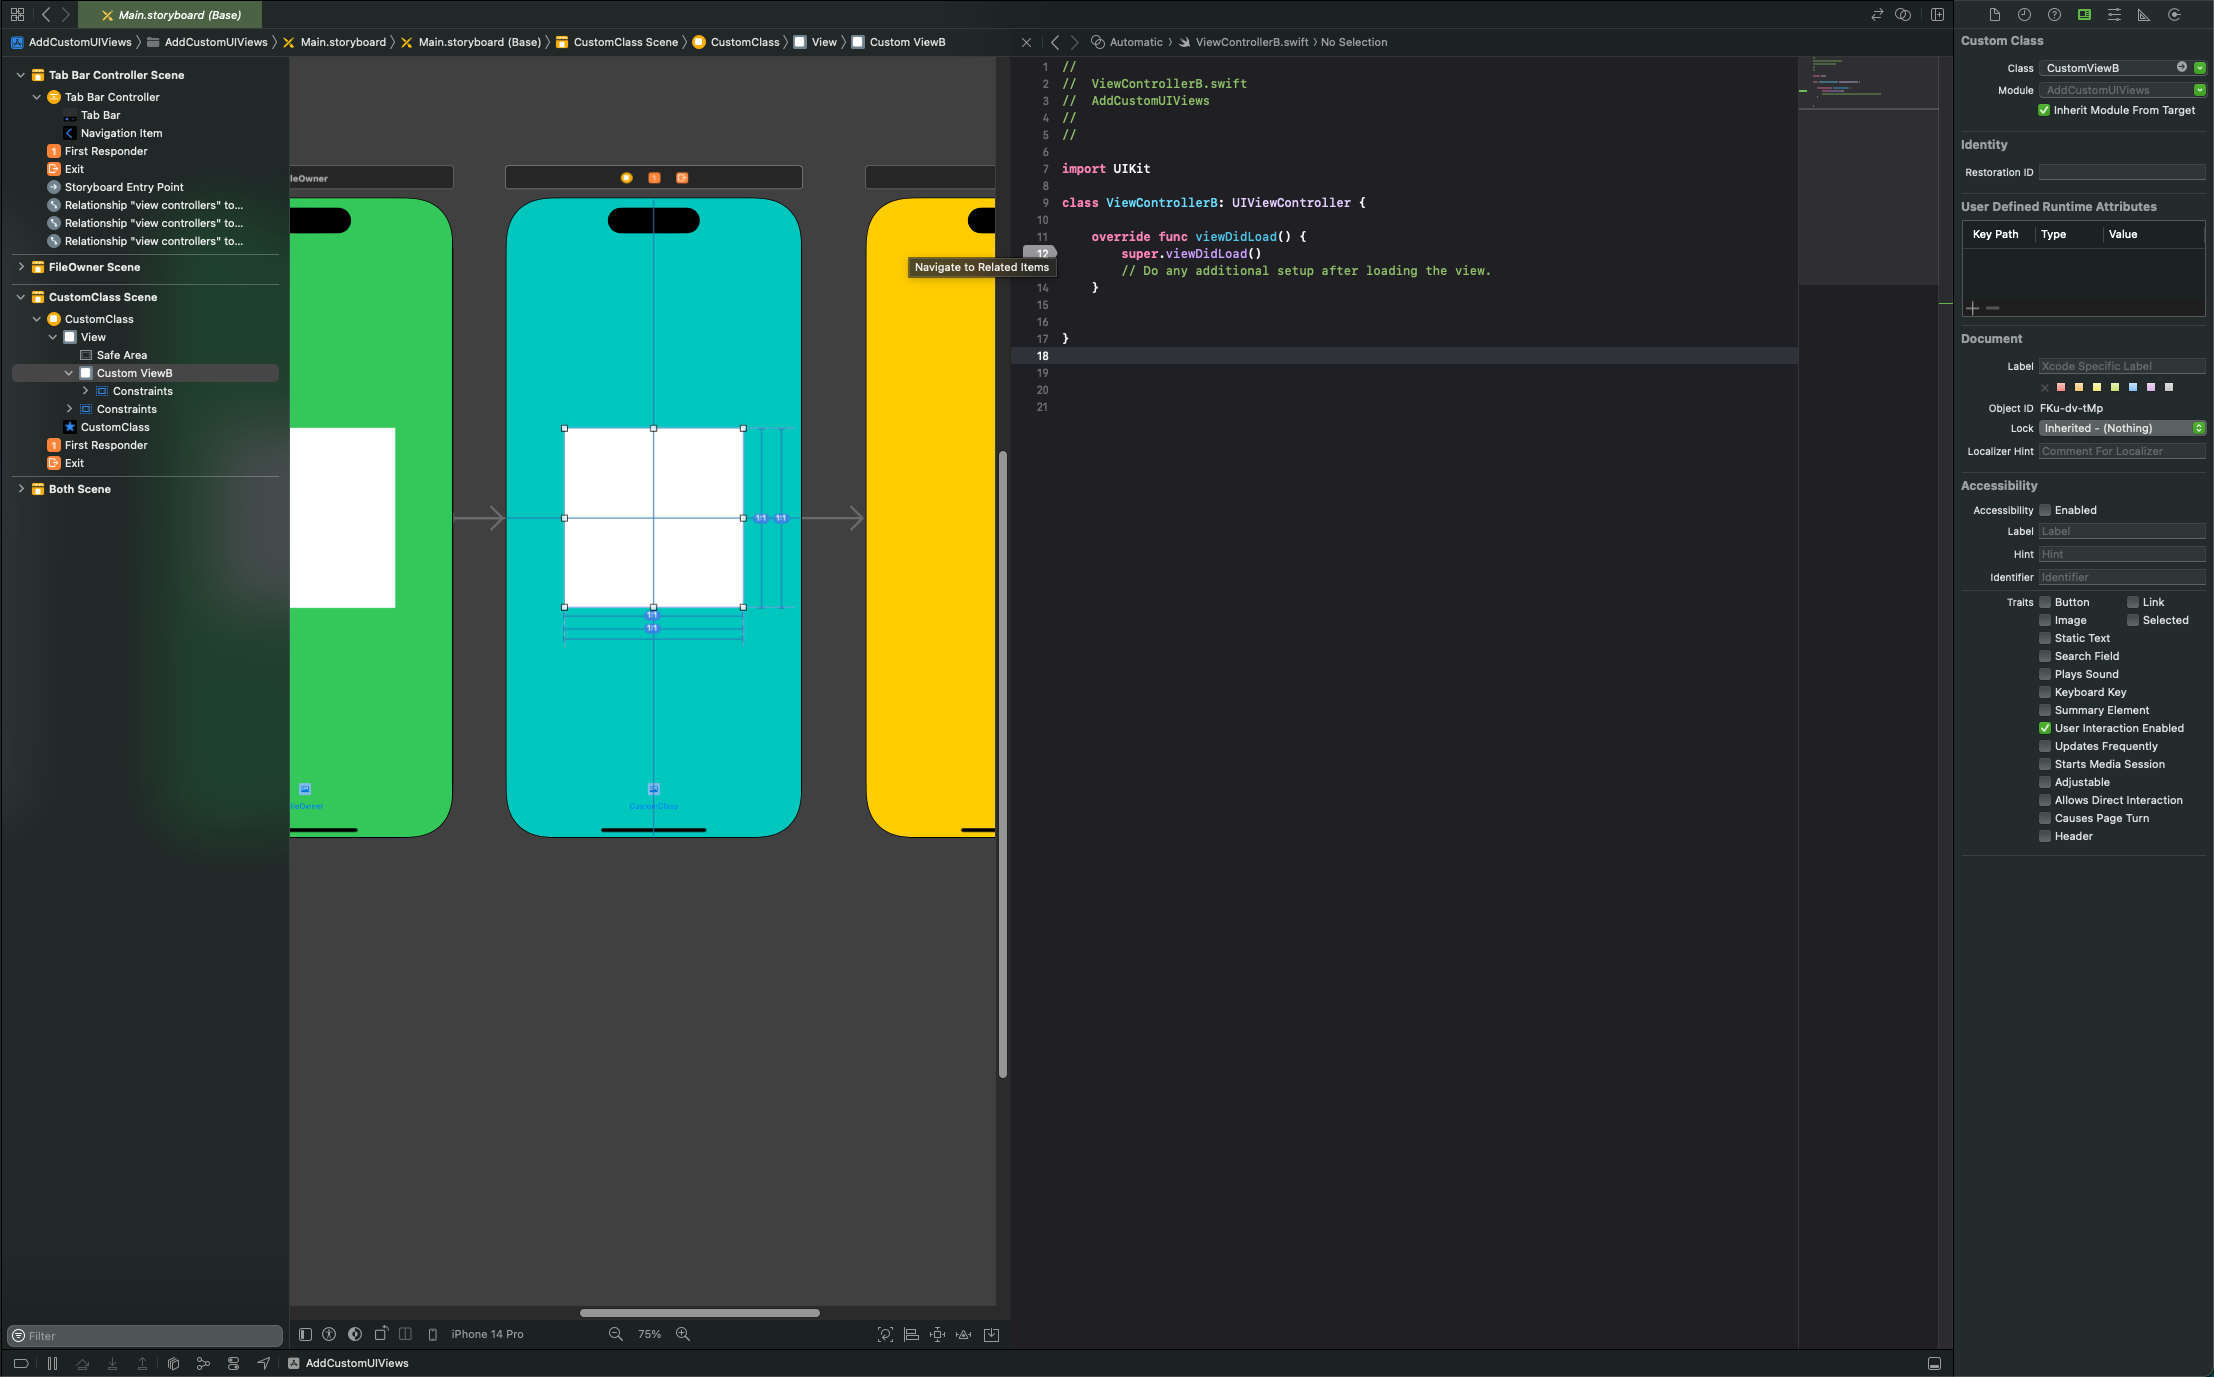 Main.storyboard (Base)
AddCustomUIViews AddCustomUIViews Main.storyboard Main.storyboard (Base) CustomClass Scene CustomClass View Custom ViewB
Tab Bar Controller Scene
Tab Bar Controller
Tab Bar
Navigation Item
First Responder
Exit
Storyboard Entry Point
Relationship "view controllers" to...
Relationship "view controllers" to...
Relationship "view controllers" to...
FileOwner Scene
CustomClass Scene
CustomClass
View
Safe Area
Custom ViewB
Constraints
Constraints
CustomClass
First Responder
Exit
Both Scene
Filter
leOwner
1:1 1:1
1:1
1:1
ileOwner
CustomClass
iPhone 14 Pro
75%
AddCustomUIViews
Automatic ViewControllerB.swift No Selection
1 //
2 // ViewControllerB.swift
3 // AddCustomUIViews
4 //
5 //
6
7 import UIKit
8
9 class ViewControllerB: UIViewController {
10
11 override func viewDidLoad() {
12 super.viewDidLoad()
Navigate to Related Items
// Do any additional setup after loading the view.
14 }
15
16
17 }
18
19
20
21
Custom Class
Class CustomViewB
Module AddCustomUIViews
Inherit Module From Target
Identity
Restoration ID
User Defined Runtime Attributes
Key Path Type Value
Document
Label Xcode Specific Label
Object ID FKu-dv-tMp
Lock Inherited - (Nothing)
Localizer Hint Comment For Localizer
Accessibility
Accessibility Enabled
Label Label
Hint Hint
Identifier Identifier
Traits Button Link
Image Selected
Static Text
Search Field
Plays Sound
Keyboard Key
Summary Element
User Interaction Enabled
Updates Frequently
Starts Media Session
Adjustable
Allows Direct Interaction
Causes Page Turn
Header